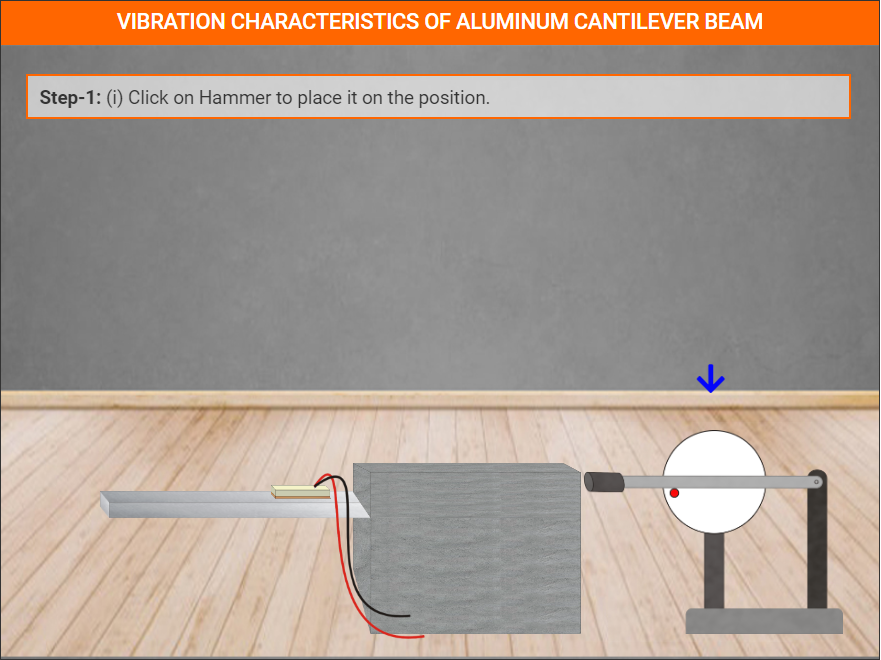 VIBRATION CHARACTERISTICS OF ALUMINUM CANTILEVER BEAM
Step-1: (i) Click on Hammer to place it on the position.